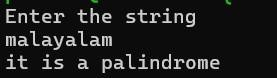 Enter the string
malayalam
it is a palindrome